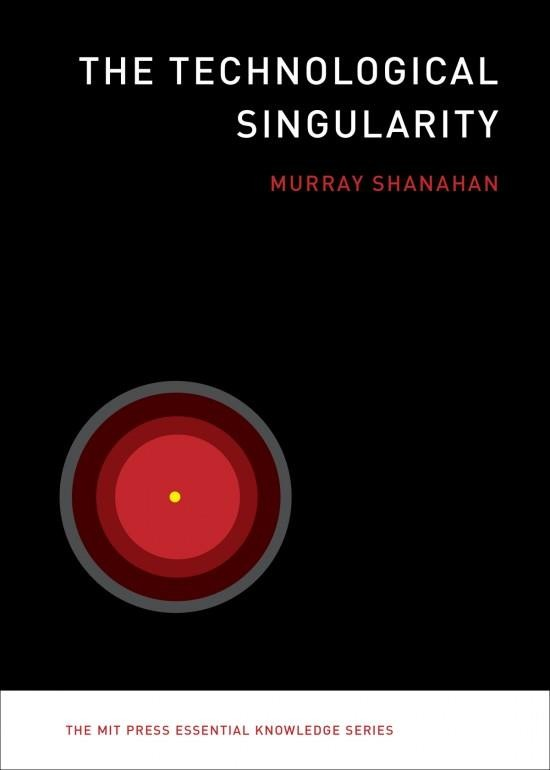 THE TECHNOLOGICAL
SINGULARITY
MURRAY SHANAHAN
THE MIT PRESS ESSENTIAL KNOWLEDGE SERIES